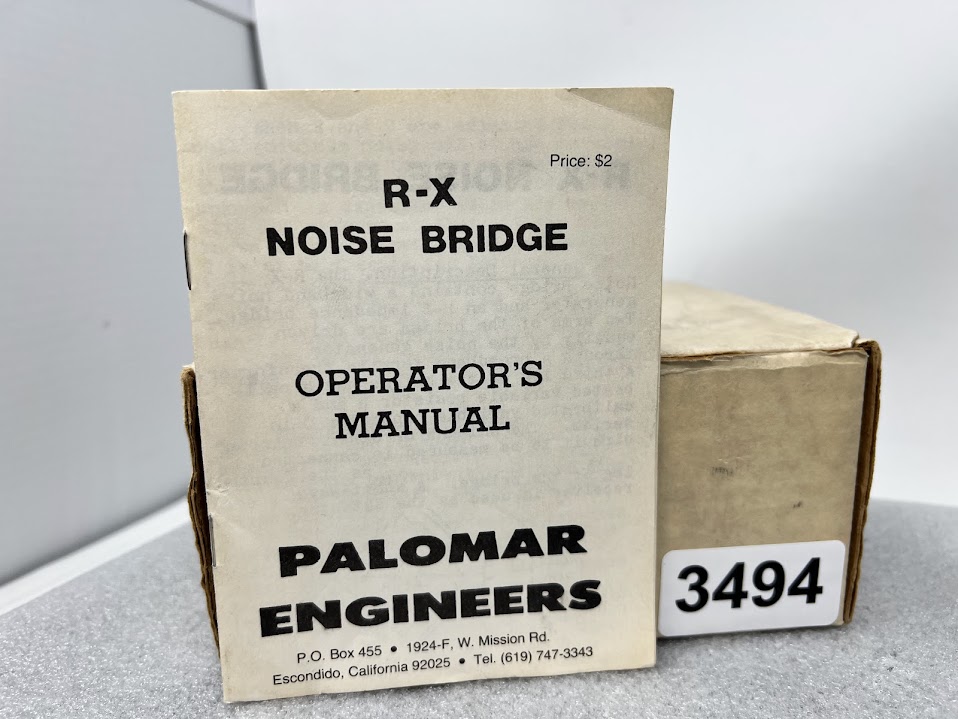 Price: $2
R-X
NOISE BRIDGE
OPERATOR'S
MANUAL
PALOMAR
ENGINEERS
P.O. Box 455 • 1924-F, W. Mission Rd.
Escondido, California 92025 • Tel. (619) 747-3343
3494